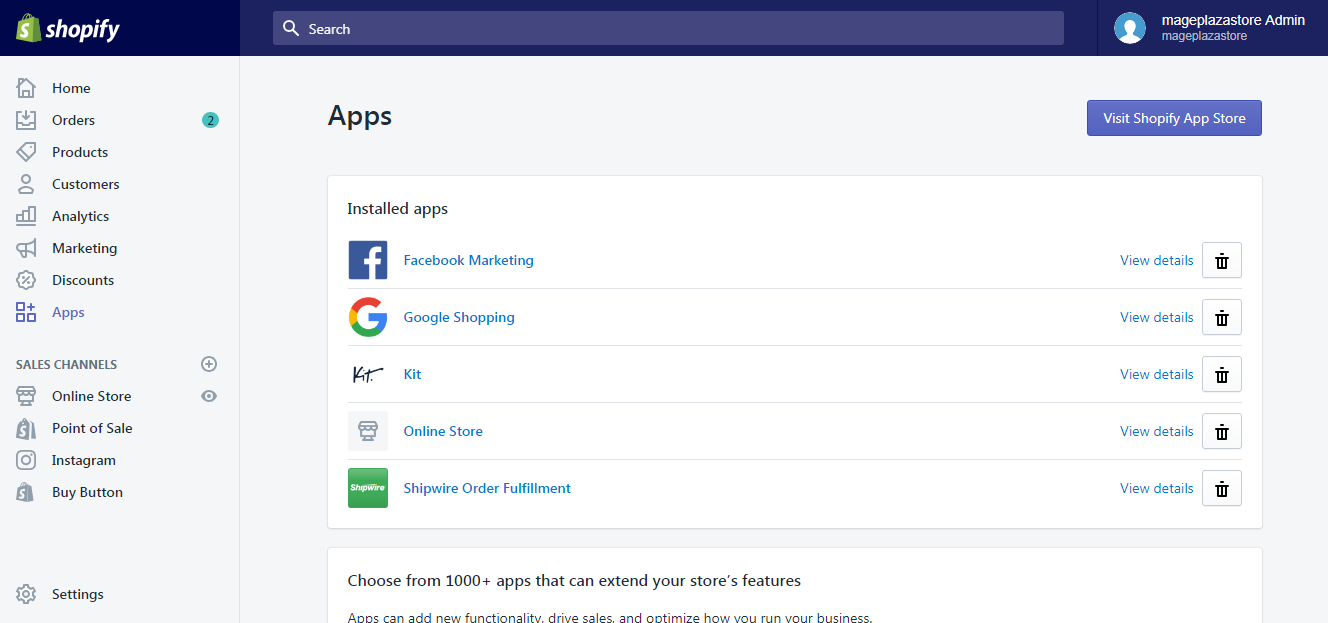 shopify
Search
mageplazastore Admin
mageplazastore
Home
Orders 2
Products
Customers
Analytics
Marketing
Discounts
Apps
SALES CHANNELS
Online Store
Point of Sale
Instagram
Buy Button
Settings
Apps
Visit Shopify App Store
Installed apps
Facebook Marketing View details
Google Shopping View details
Kit. Kit View details
Online Store View details
Shipwire Shipwire Order Fulfillment View details
Choose from 1000+ apps that can extend your store’s features
Apps can add new functionality, drive sales, and optimize how you run your business.